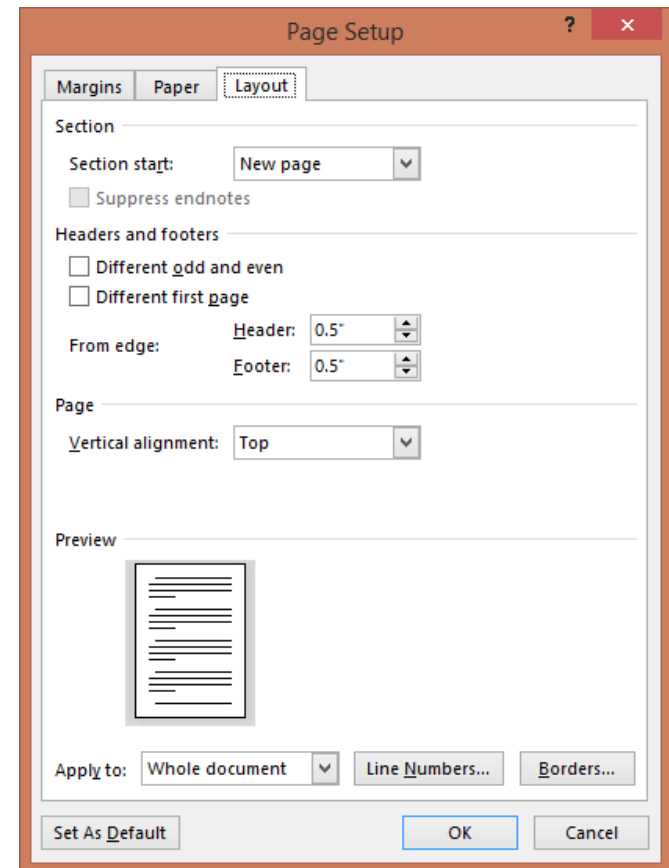 Page Setup ? ×
Margins Paper Layout
Section
Section start: New page
Suppress endnotes
Headers and footers
Different odd and even
Different first page
From edge: Header: 0.5"
Footer: 0.5"
Page
Vertical alignment: Top
Preview
Apply to: Whole document Line Numbers... Borders...
Set As Default OK Cancel